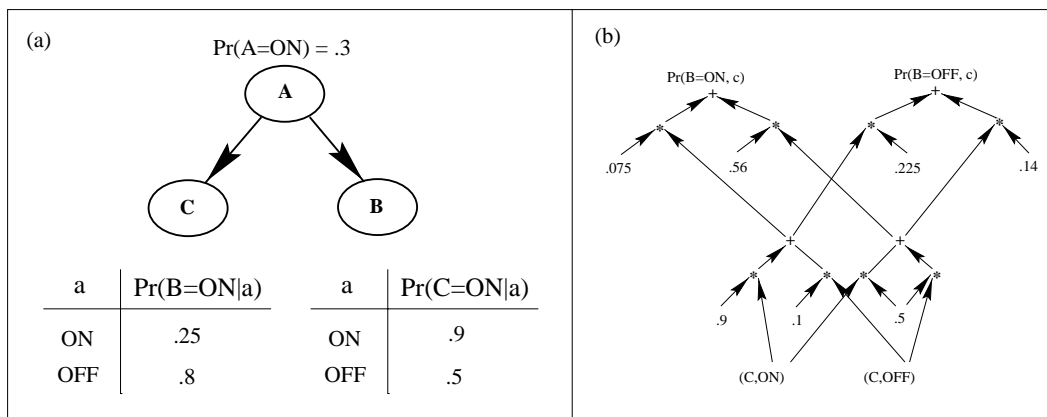 (a)
Pr(A=ON) = .3
A
C
B
a Pr(B=ON|a)
ON .25
OFF .8
a Pr(C=ON|a)
ON .9
OFF .5
(b)
Pr(B=ON, c) Pr(B=OFF, c)
+ +
* * * *
.075 .56 .225 .14
+ +
* * * *
.9 .1 .5
(C,ON) (C,OFF)